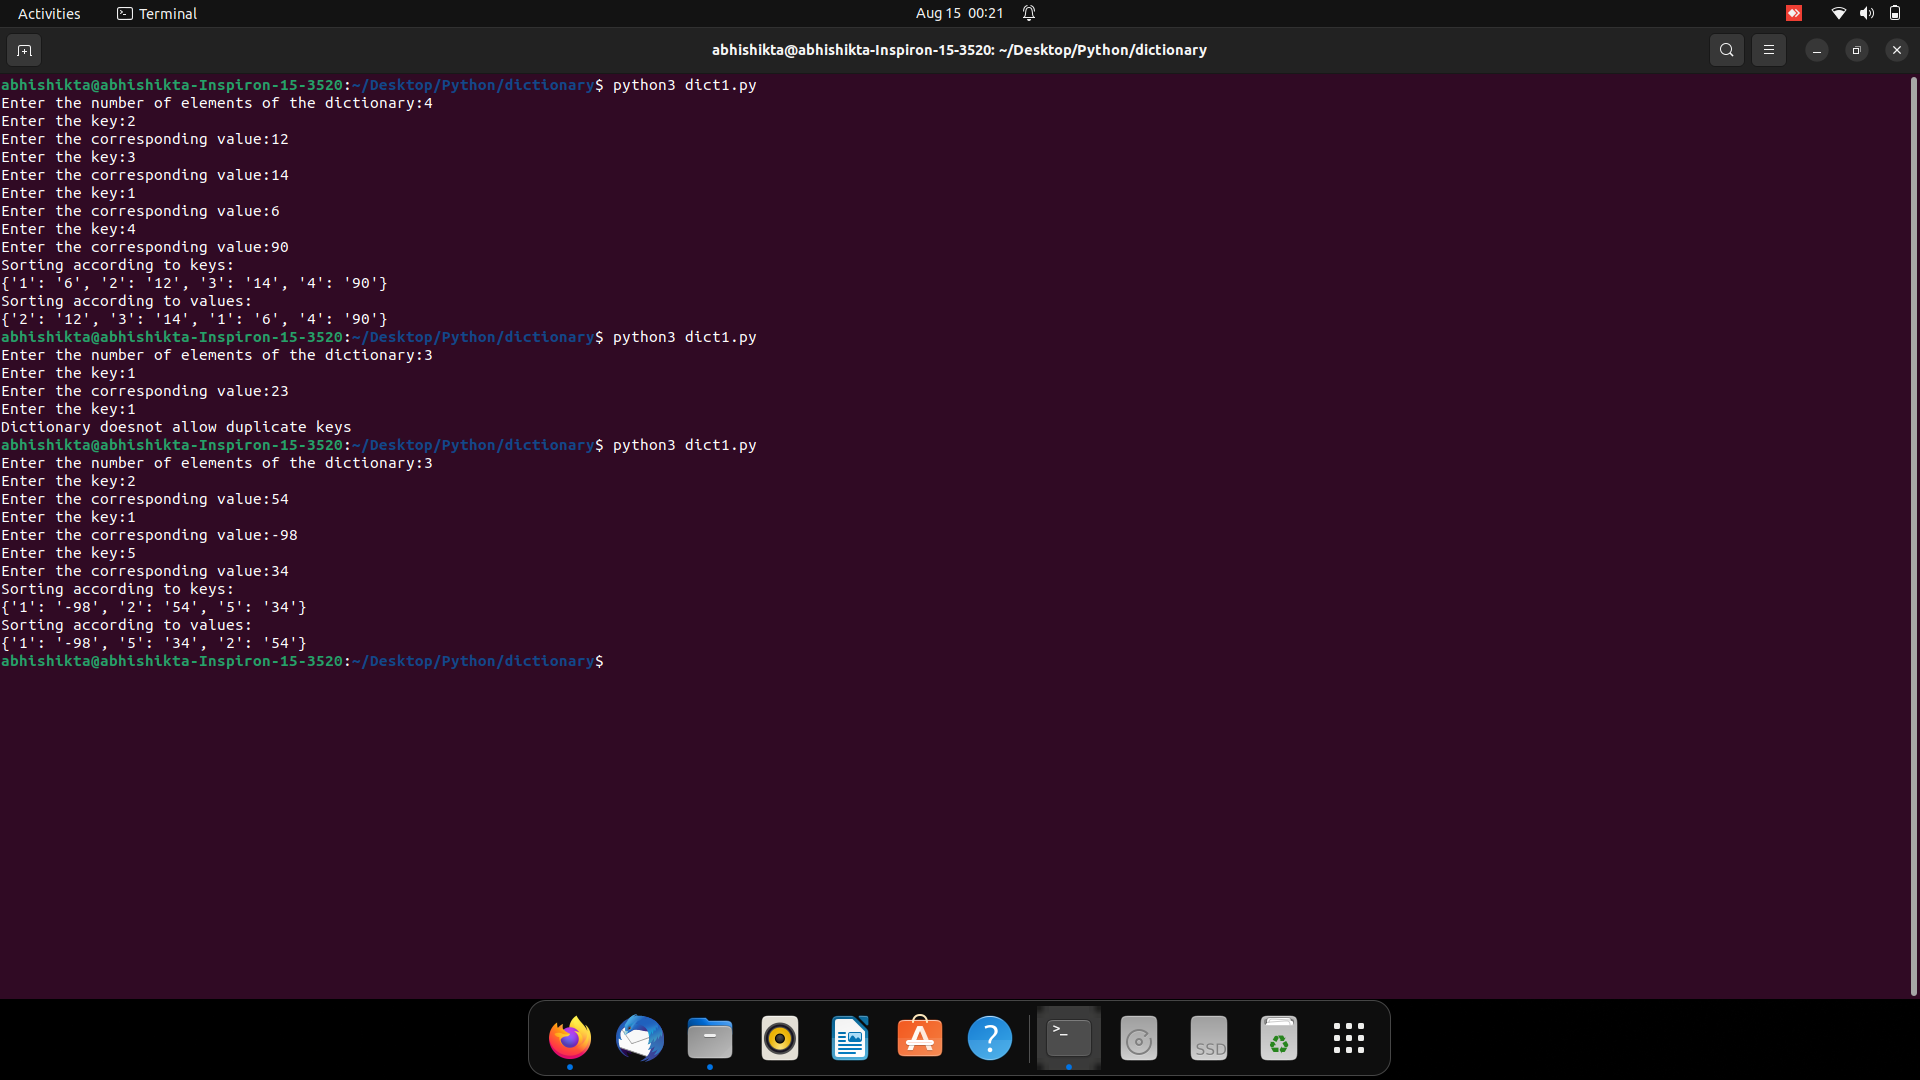 Activities
Terminal
Aug 15 00:21
abhishikta@abhishikta-Inspiron-15-3520: ~/Desktop/Python/dictionary
abhishikta@abhishikta-Inspiron-15-3520:~/Desktop/Python/dictionary$ python3 dict1.py
Enter the number of elements of the dictionary:4
Enter the key:2
Enter the corresponding value:12
Enter the key:3
Enter the corresponding value:14
Enter the key:1
Enter the corresponding value:6
Enter the key:4
Enter the corresponding value:90
Sorting according to keys:
{'1': '6', '2': '12', '3': '14', '4': '90'}
Sorting according to values:
{'2': '12', '3': '14', '1': '6', '4': '90'}
abhishikta@abhishikta-Inspiron-15-3520:~/Desktop/Python/dictionary$ python3 dict1.py
Enter the number of elements of the dictionary:3
Enter the key:1
Enter the corresponding value:23
Enter the key:1
Dictionary doesnot allow duplicate keys
abhishikta@abhishikta-Inspiron-15-3520:~/Desktop/Python/dictionary$ python3 dict1.py
Enter the number of elements of the dictionary:3
Enter the key:2
Enter the corresponding value:54
Enter the key:1
Enter the corresponding value:-98
Enter the key:5
Enter the corresponding value:34
Sorting according to keys:
{'1': '-98', '2': '54', '5': '34'}
Sorting according to values:
{'1': '-98', '5': '34', '2': '54'}
abhishikta@abhishikta-Inspiron-15-3520:~/Desktop/Python/dictionary$
SSD